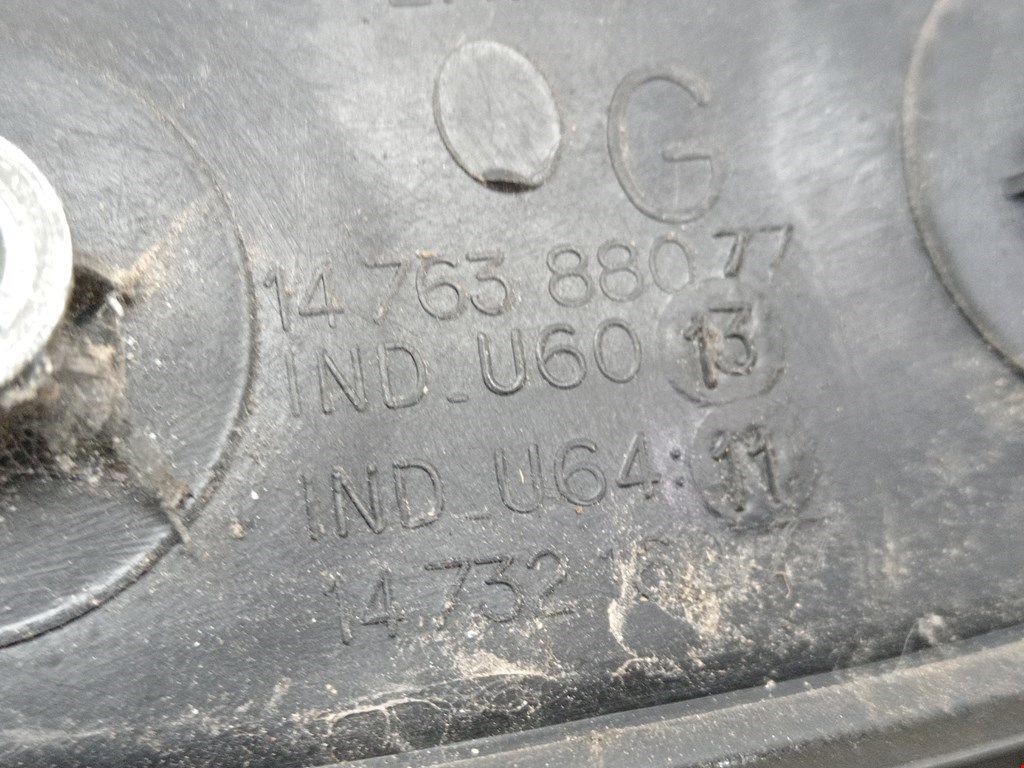 G
14 763 880 77
IND_U60 13
IND_U64: 11
14.732